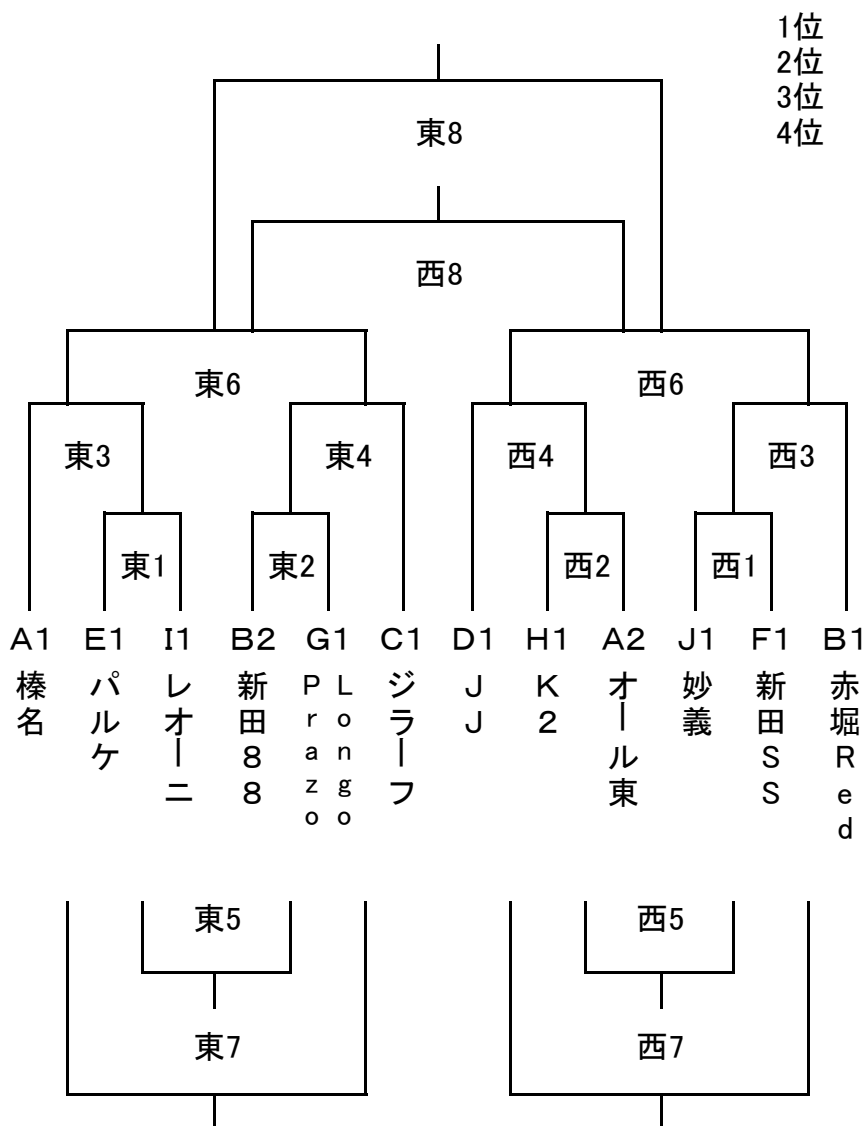 1位
2位
3位
4位
東8
西8
東6 西6
東3 東4 西4 西3
東1 東2 西2 西1
A1 E1 I1 B2 G1 C1 D1 H1 A2 J1 F1 B1
榛名
パルケ
レオーニ
新田88
Longo
Prazo
ジラーフ
JJ
K2
オール東
妙義
新田SS
赤堀Red
東5 西5
東7 西7